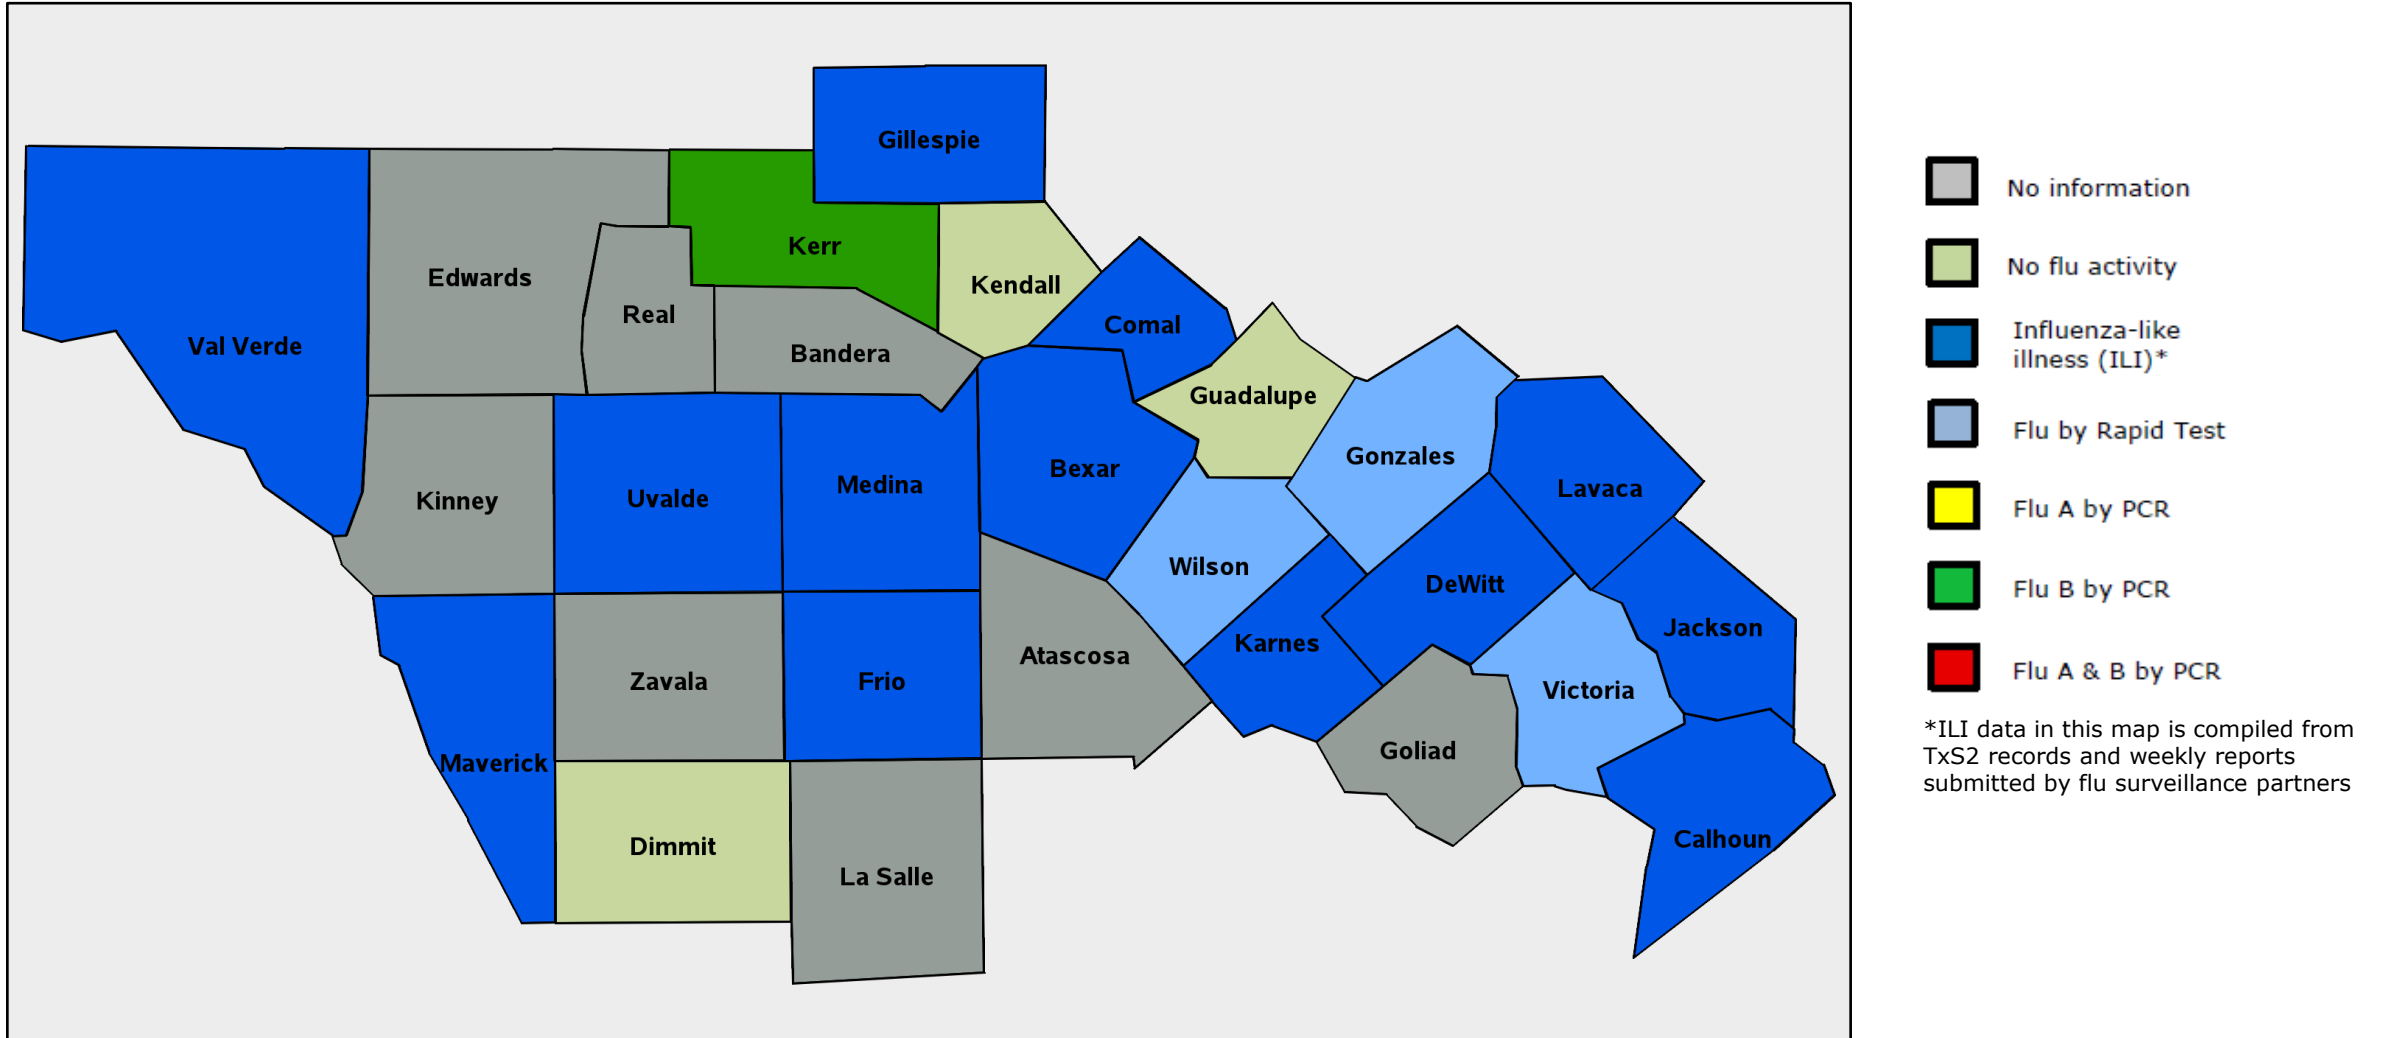 Gillespie
Kerr
Edwards
Kendall
Real
Comal
Val Verde
Bandera
Guadalupe
Gonzales
Bexar
Medina
Lavaca
Uvalde
Kinney
Wilson
DeWitt
Jackson
Karnes
Atascosa
Zavala
Frio
Victoria
Goliad
Maverick
Calhoun
Dimmit
La Salle
No information
No flu activity
Influenza-like
illness (ILI)*
Flu by Rapid Test
Flu A by PCR
Flu B by PCR
Flu A & B by PCR
*ILI data in this map is compiled from
TxS2 records and weekly reports
submitted by flu surveillance partners